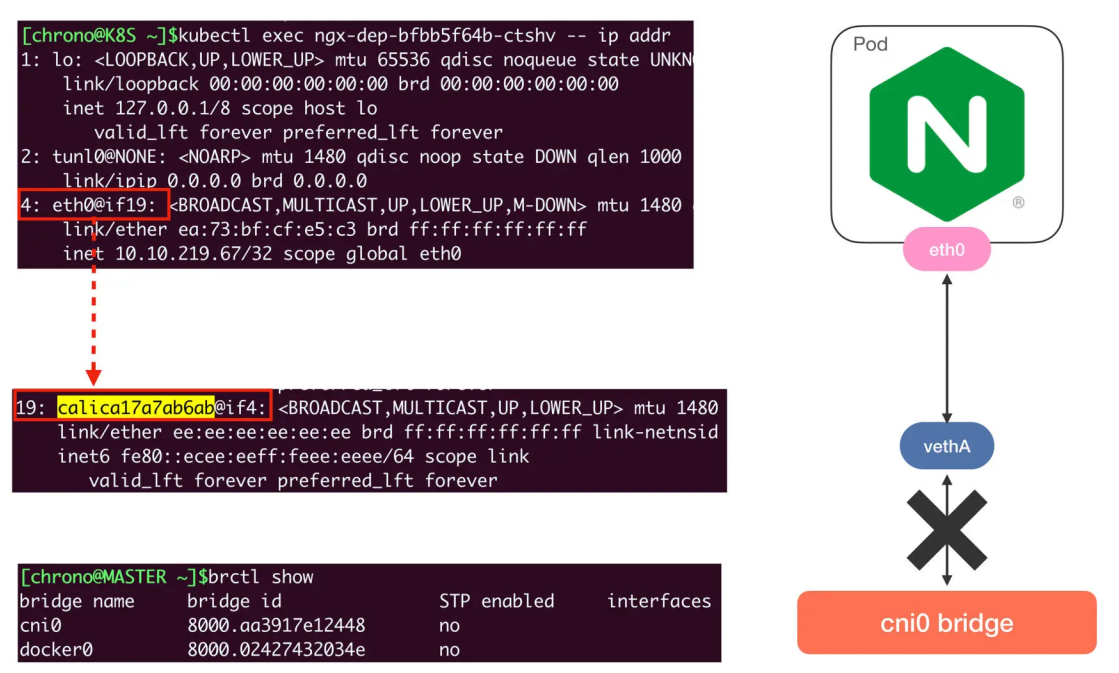 [chrono@K8S ~]$kubectl exec ngx-dep-bfbb5f64b-ctshv -- ip addr
1: lo: <LOOPBACK,UP,LOWER_UP> mtu 65536 qdisc noqueue state UNKN
link/loopback 00:00:00:00:00:00 brd 00:00:00:00:00:00
inet 127.0.0.1/8 scope host lo
valid_lft forever preferred_lft forever
2: tunl0@NONE: <NOARP> mtu 1480 qdisc noop state DOWN qlen 1000
link/ipip 0.0.0.0 brd 0.0.0.0
4: eth0@if19: <BROADCAST,MULTICAST,UP,LOWER_UP,M-DOWN> mtu 1480
link/ether ea:73:bf:cf:e5:c3 brd ff:ff:ff:ff:ff:ff
inet 10.10.219.67/32 scope global eth0
19: calica17a7ab6ab@if4: <BROADCAST,MULTICAST,UP,LOWER_UP> mtu 1480
link/ether ee:ee:ee:ee:ee:ee brd ff:ff:ff:ff:ff:ff link-netnsid
inet6 fe80::ecee:eeff:feee:eeee/64 scope link
valid_lft forever preferred_lft forever
[chrono@MASTER ~]$brctl show
bridge name bridge id STP enabled interfaces
cni0 8000.aa3917e12448 no
docker0 8000.02427432034e no
Pod
N
®
eth0
vethA
cni0 bridge